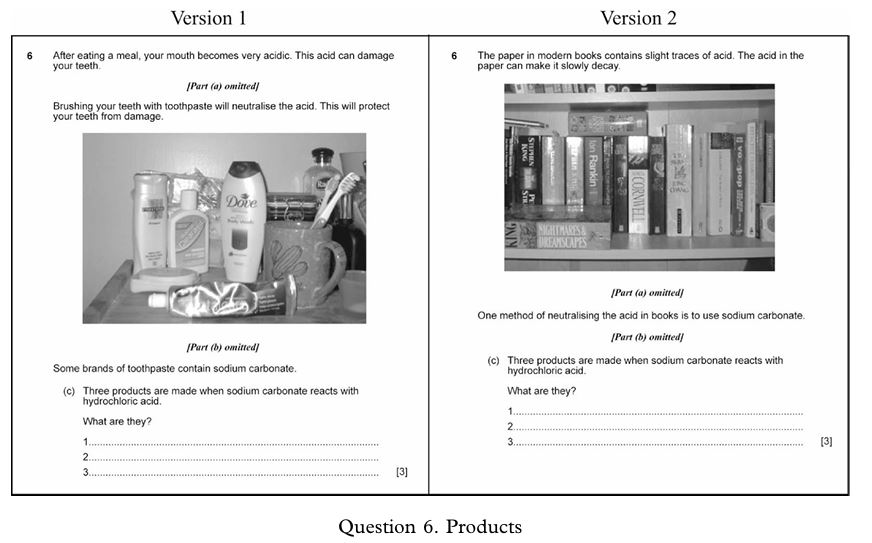 Version 1
Version 2
6 After eating a meal, your mouth becomes very acidic. This acid can damage
your teeth.
[Part (a) omitted]
Brushing your teeth with toothpaste will neutralise the acid. This will protect
your teeth from damage.
Dove
[Part (b) omitted]
Some brands of toothpaste contain sodium carbonate.
(c) Three products are made when sodium carbonate reacts with
hydrochloric acid.
What are they?
1................................................................
2................................................................
3................................................................ [3]
6 The paper in modern books contains slight traces of acid. The acid in the
paper can make it slowly decay.
STEPHEN
KING
Ian Rankin
CORNWELL
JUNG
CHANG
KING
NIGHTMARES &
DREAMSCAPES
[Part (a) omitted]
One method of neutralising the acid in books is to use sodium carbonate.
[Part (b) omitted]
(c) Three products are made when sodium carbonate reacts with
hydrochloric acid.
What are they?
1................................................................
2................................................................
3................................................................ [3]
Question 6. Products